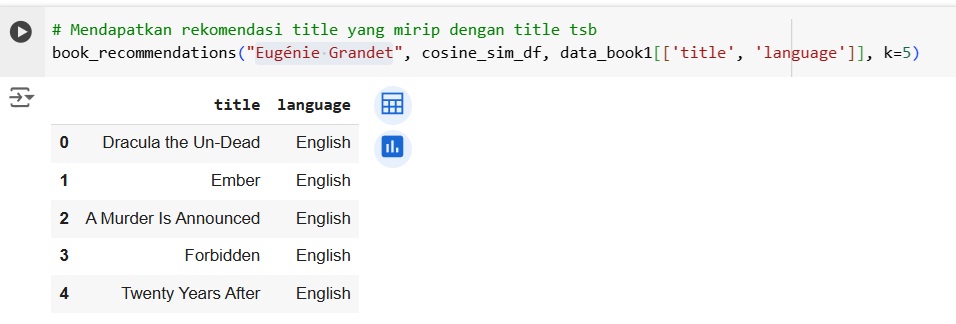 # Mendapatkan rekomendasi title yang mirip dengan title tsb
book_recommendations("Eugénie Grandet", cosine_sim_df, data_book1[['title', 'language']], k=5)
title language
0 Dracula the Un-Dead English
1 Ember English
2 A Murder Is Announced English
3 Forbidden English
4 Twenty Years After English